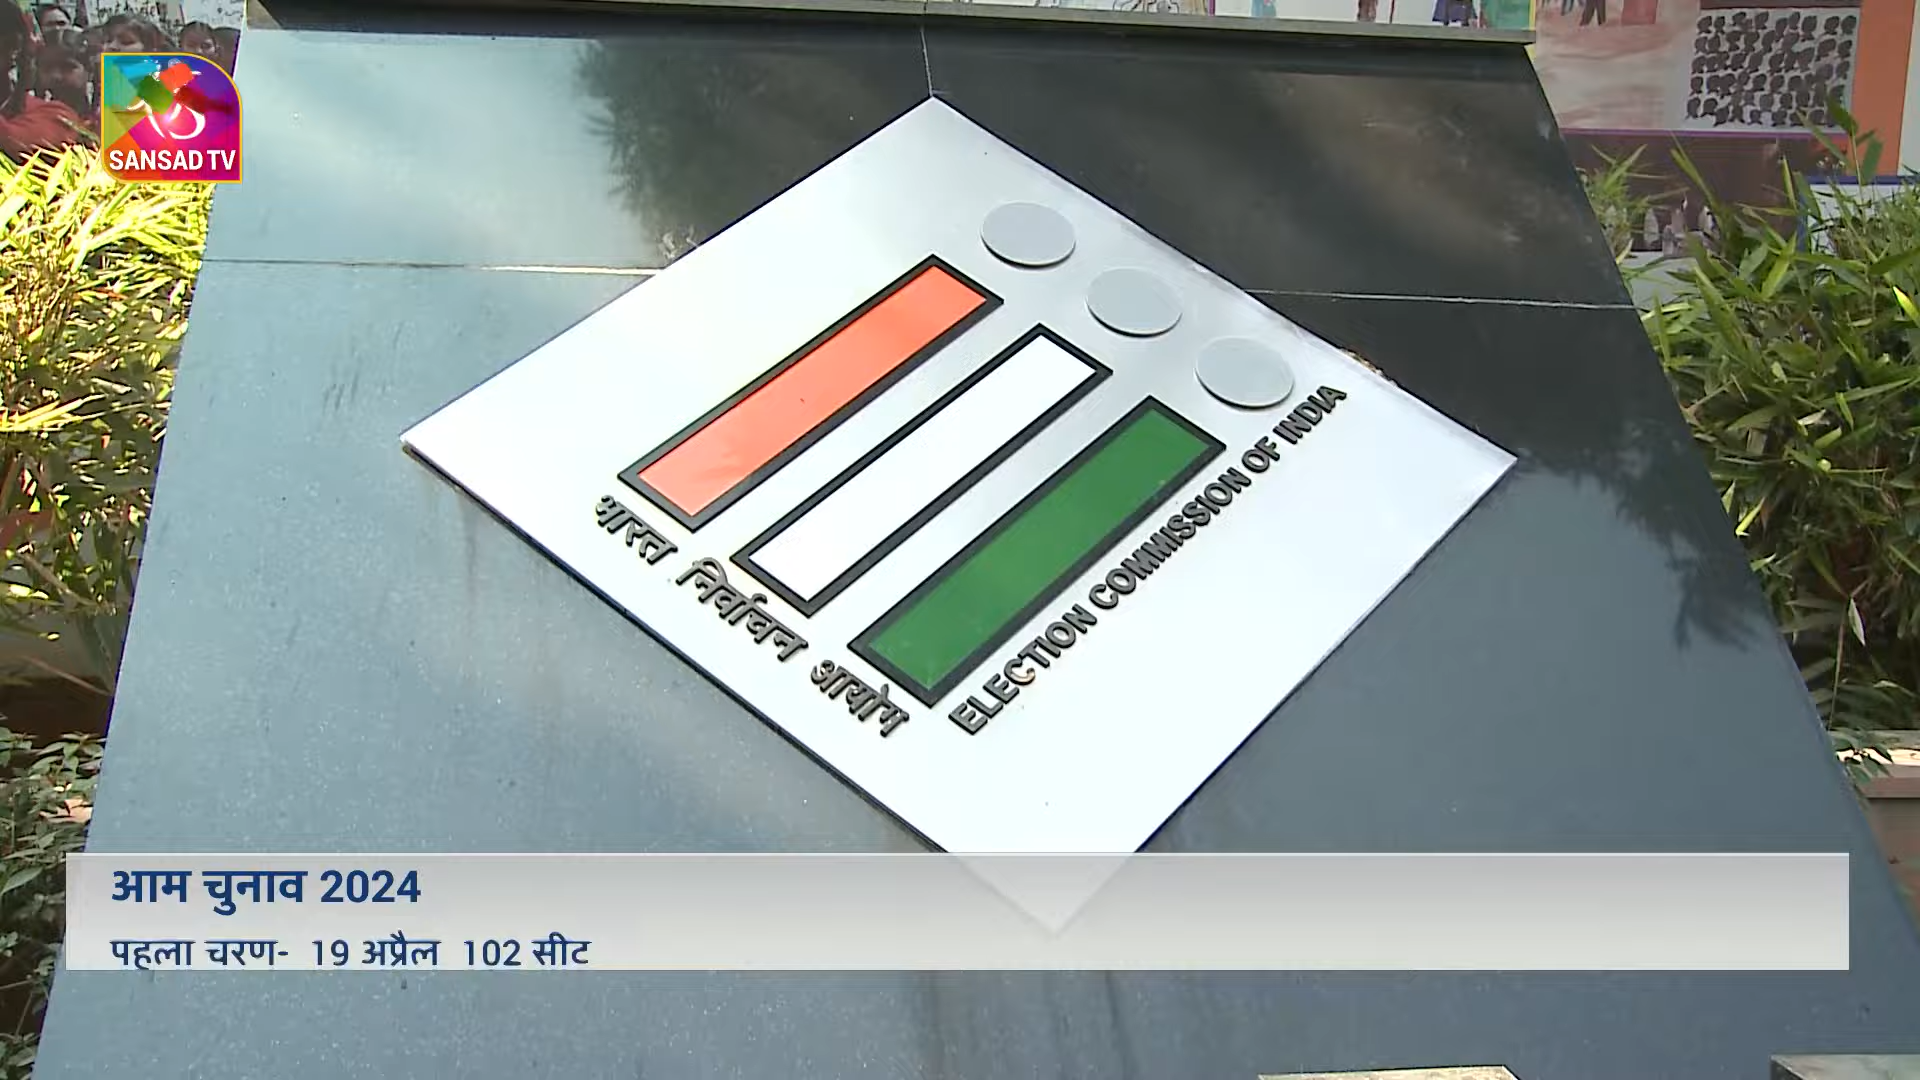 SANSAD TV
भारत निर्वाचन आयोग
ELECTION COMMISSION OF INDIA
आम चुनाव 2024
पहला चरण- 19 अप्रैल 102 सीट